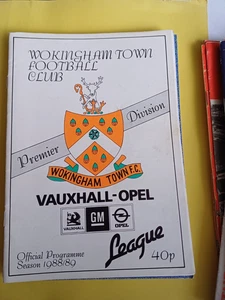 WOKINGHAM TOWN
FOOTBALL
CLUB
Premier Division
WOKINGHAM TOWN F.C.
VAUXHALL-OPEL
VAUXHALL GM OPEL
League
Official Programme
Season 1988/89
40p